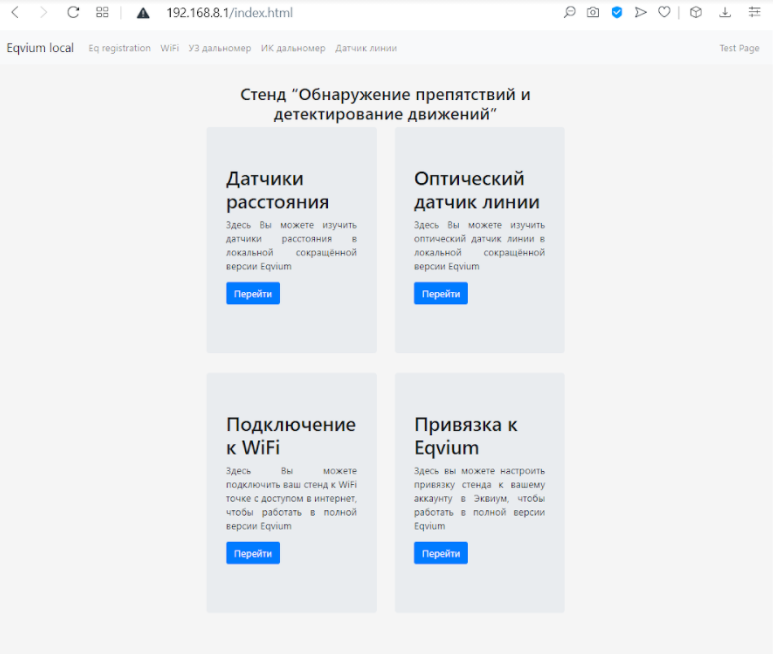 192.168.8.1/index.html
Eqvium local Eq registration WiFi УЗ дальномер ИК дальномер Датчик линии Test Page
Стенд “Обнаружение препятствий и
детектирование движений”
Датчики
расстояния
Здесь Вы можете изучить
датчики расстояния в
локальной сокращённой
версии Eqvium
Перейти
Оптический
датчик линии
Здесь Вы можете изучить
оптический датчик линии в
локальной сокращённой
версии Eqvium
Перейти
Подключение
к WiFi
Здесь Вы можете
подключить ваш стенд к WiFi
точке с доступом в интернет,
чтобы работать в полной
версии Eqvium
Перейти
Привязка к
Eqvium
Здесь вы можете настроить
привязку стенда к вашему
аккаунту в Эквиум, чтобы
работать в полной версии
Eqvium
Перейти